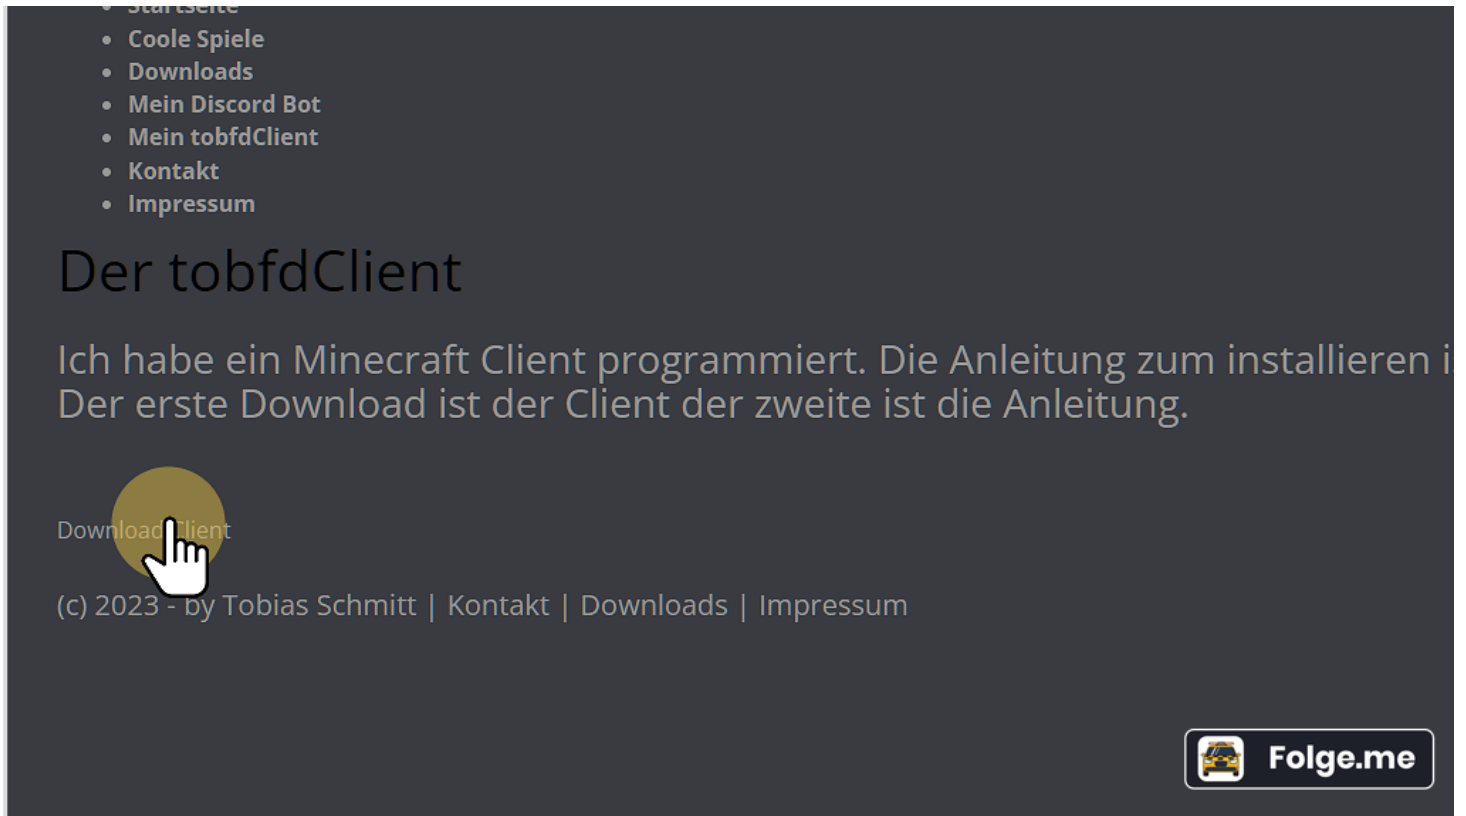 Startseite
Coole Spiele
Downloads
Mein Discord Bot
Mein tobfdClient
Kontakt
Impressum
Der tobfdClient
Ich habe ein Minecraft Client programmiert. Die Anleitung zum installieren
Der erste Download ist der Client der zweite ist die Anleitung.
Download Client
(c) 2023 - by Tobias Schmitt | Kontakt | Downloads | Impressum
Folge.me